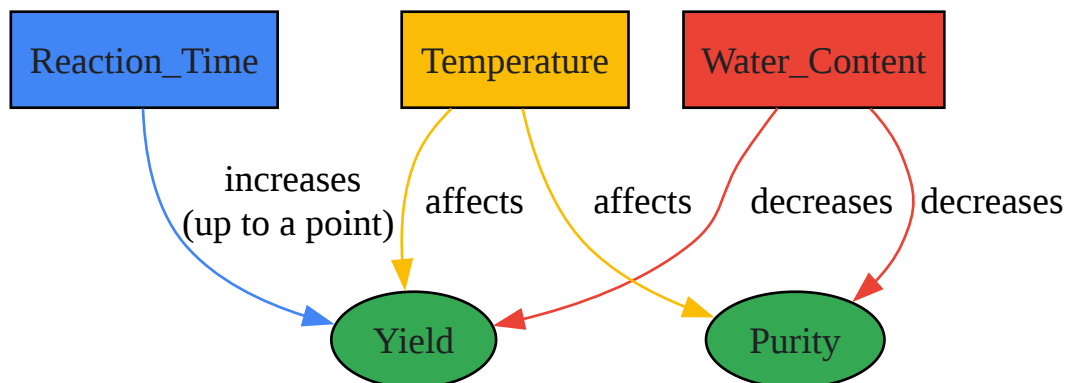 Reaction_Time
Temperature
Water_Content
increases
(up to a point)
affects
affects
decreases
decreases
Yield
Purity